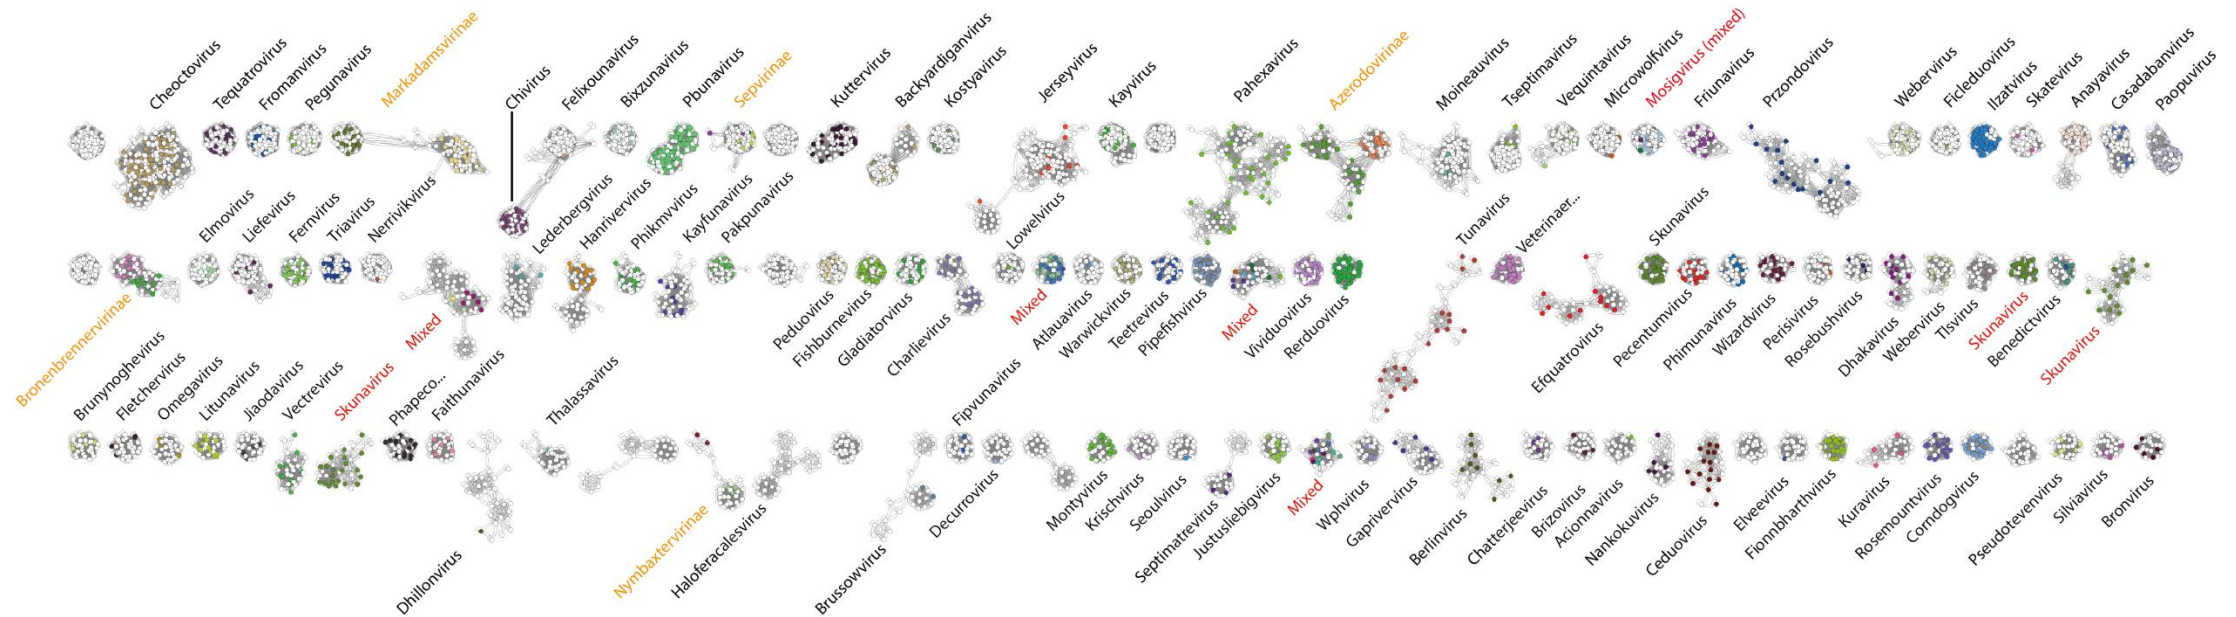 Cheoctovirus
Tequatrovirus
Fromanvirus
Pegunavirus
Markadamsvirinae
Chivirus
Felixounavirus
Bixzunavirus
Pbunavirus
Sepvirinae
Kuttervirus
Backyardiganvirus
Kostyavirus
Jerseyvirus
Kayvirus
Pahexavirus
Azerodovirinae
Moineauvirus
Tseptimavirus
Vequintavirus
Microwolfvirus
Mosigvirus (mixed)
Friunavirus
Przondovirus
Webervirus
Ficleduovirus
Ilzatvirus
Skatevirus
Anayavirus
Casadabanvirus
Paopuvirus
Bronenbrennervirinae
Elmovirus
Liefevirus
Fernvirus
Triavirus
Nerrivikvirus
Mixed
Lederbergvirus
Hanrivervirus
Phikmvvirus
Kayfunavirus
Pakpunavirus
Peduovirus
Fishburnevirus
Gladiatorvirus
Charlievirus
Lowelvirus
Mixed
Atlauavirus
Warwickvirus
Teetrevirus
Pipefishvirus
Mixed
Vividuovirus
Rerduovirus
Tunavirus
Veterinaer...
Efquatrovirus
Skunavirus
Pecentumvirus
Phimunavirus
Wizardvirus
Perisivirus
Rosebushvirus
Dhakavirus
Webervirus
Tlsvirus
Skunavirus
Benedictvirus
Skunavirus
Brunynoghevirus
Fletchervirus
Omegavirus
Litunavirus
Jiaodavirus
Vectrevirus
Skunavirus
Phapeco...
Faithunavirus
Dhillonvirus
Thalassavirus
Nymbaxtervirinae
Haloferacalesvirus
Brussowvirus
Fipvunavirus
Decurrovirus
Montyvirus
Krischvirus
Seoulvirus
Septimatrevirus
Justusliebigvirus
Mixed
Wphvirus
Gaprivervirus
Berlinvirus
Chatterjeevirus
Brizovirus
Acionnavirus
Nankokuvirus
Ceduovirus
Elveevirus
Fionnbharthvirus
Kuravirus
Rosemountvirus
Corndogvirus
Pseudotevenvirus
Silviavirus
Bronvirus